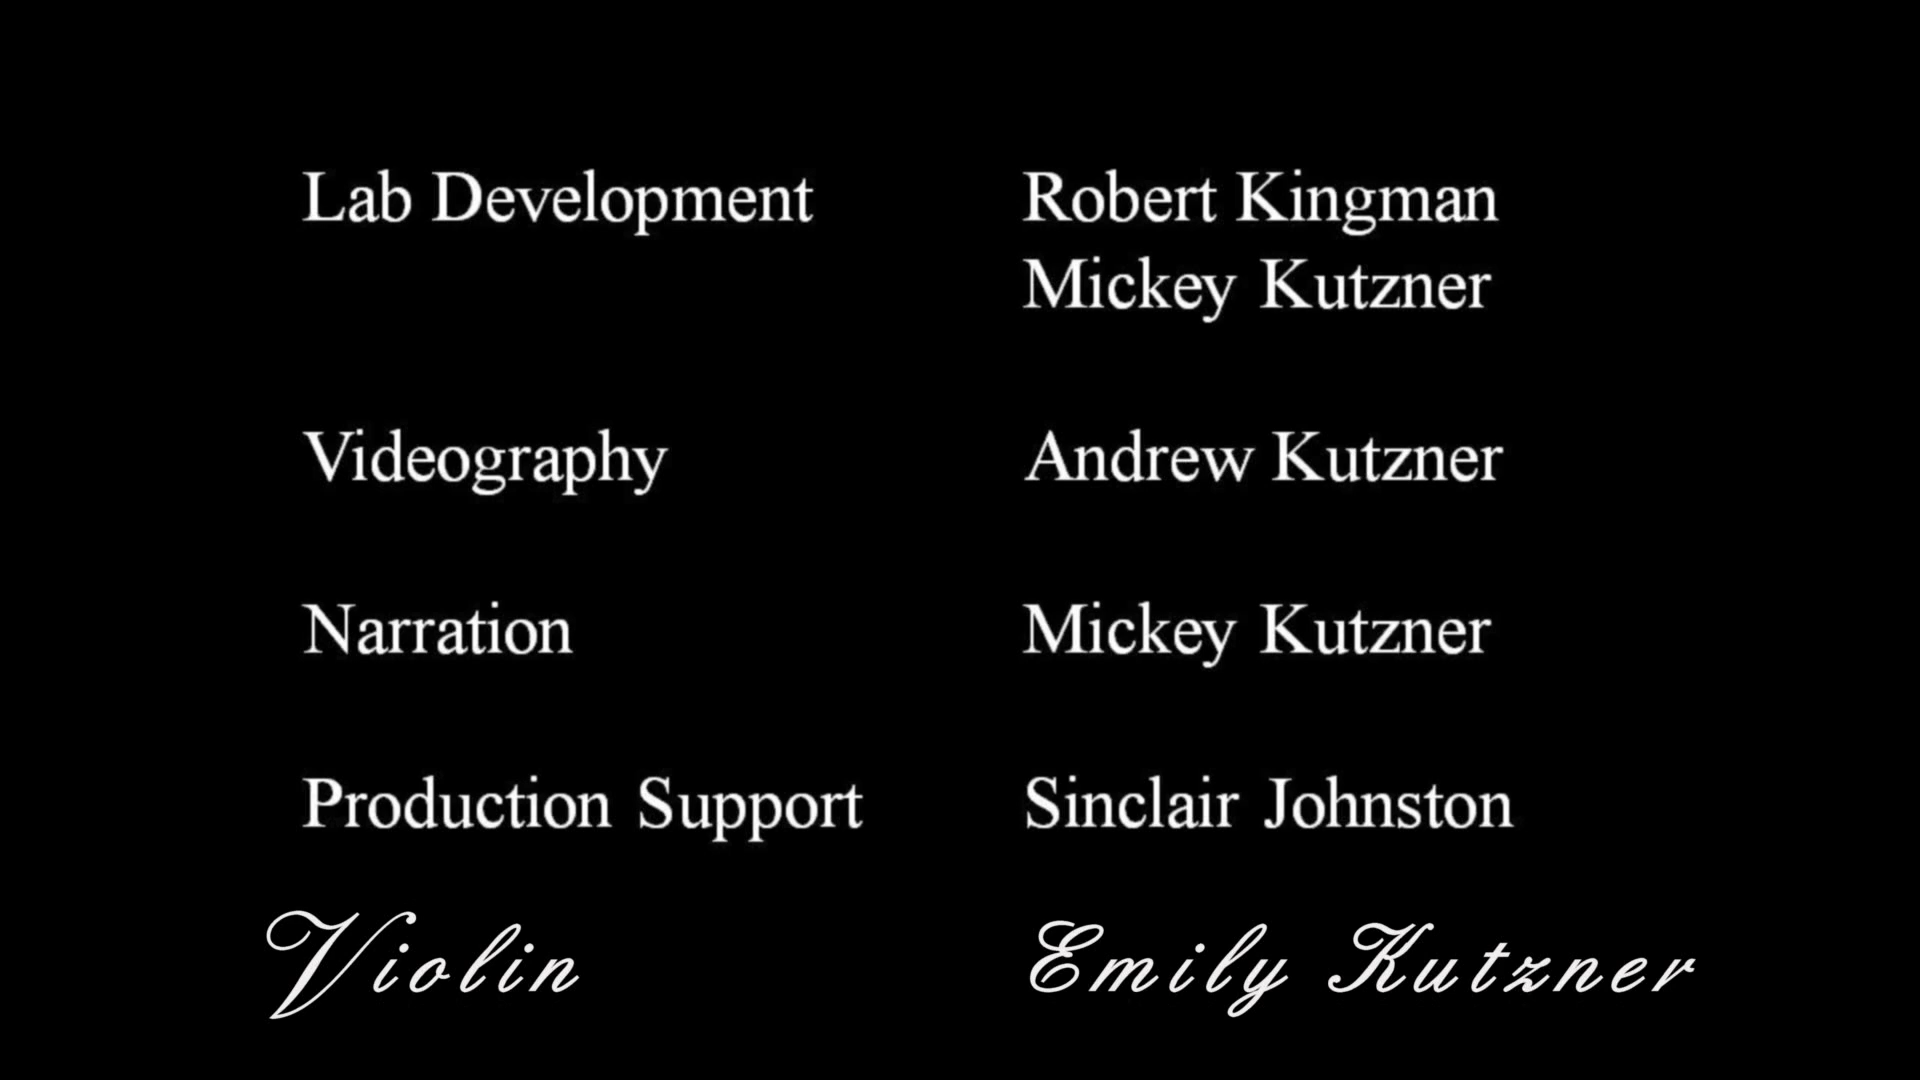 Lab Development Robert Kingman
Mickey Kutzner
Videography Andrew Kutzner
Narration Mickey Kutzner
Production Support Sinclair Johnston
Violin Emily Kutzner